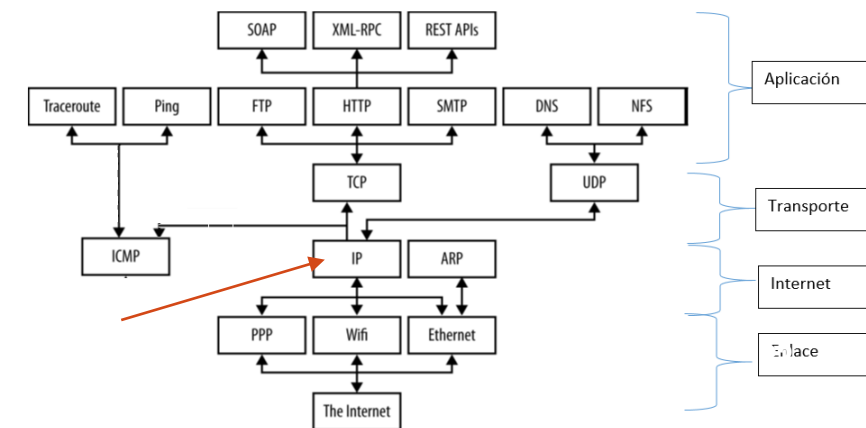 SOAP XML-RPC REST APIs
Aplicación
Traceroute Ping FTP HTTP SMTP DNS NFS
TCP UDP
Transporte
ICMP IP ARP
Internet
PPP Wifi Ethernet
Enlace
The Internet